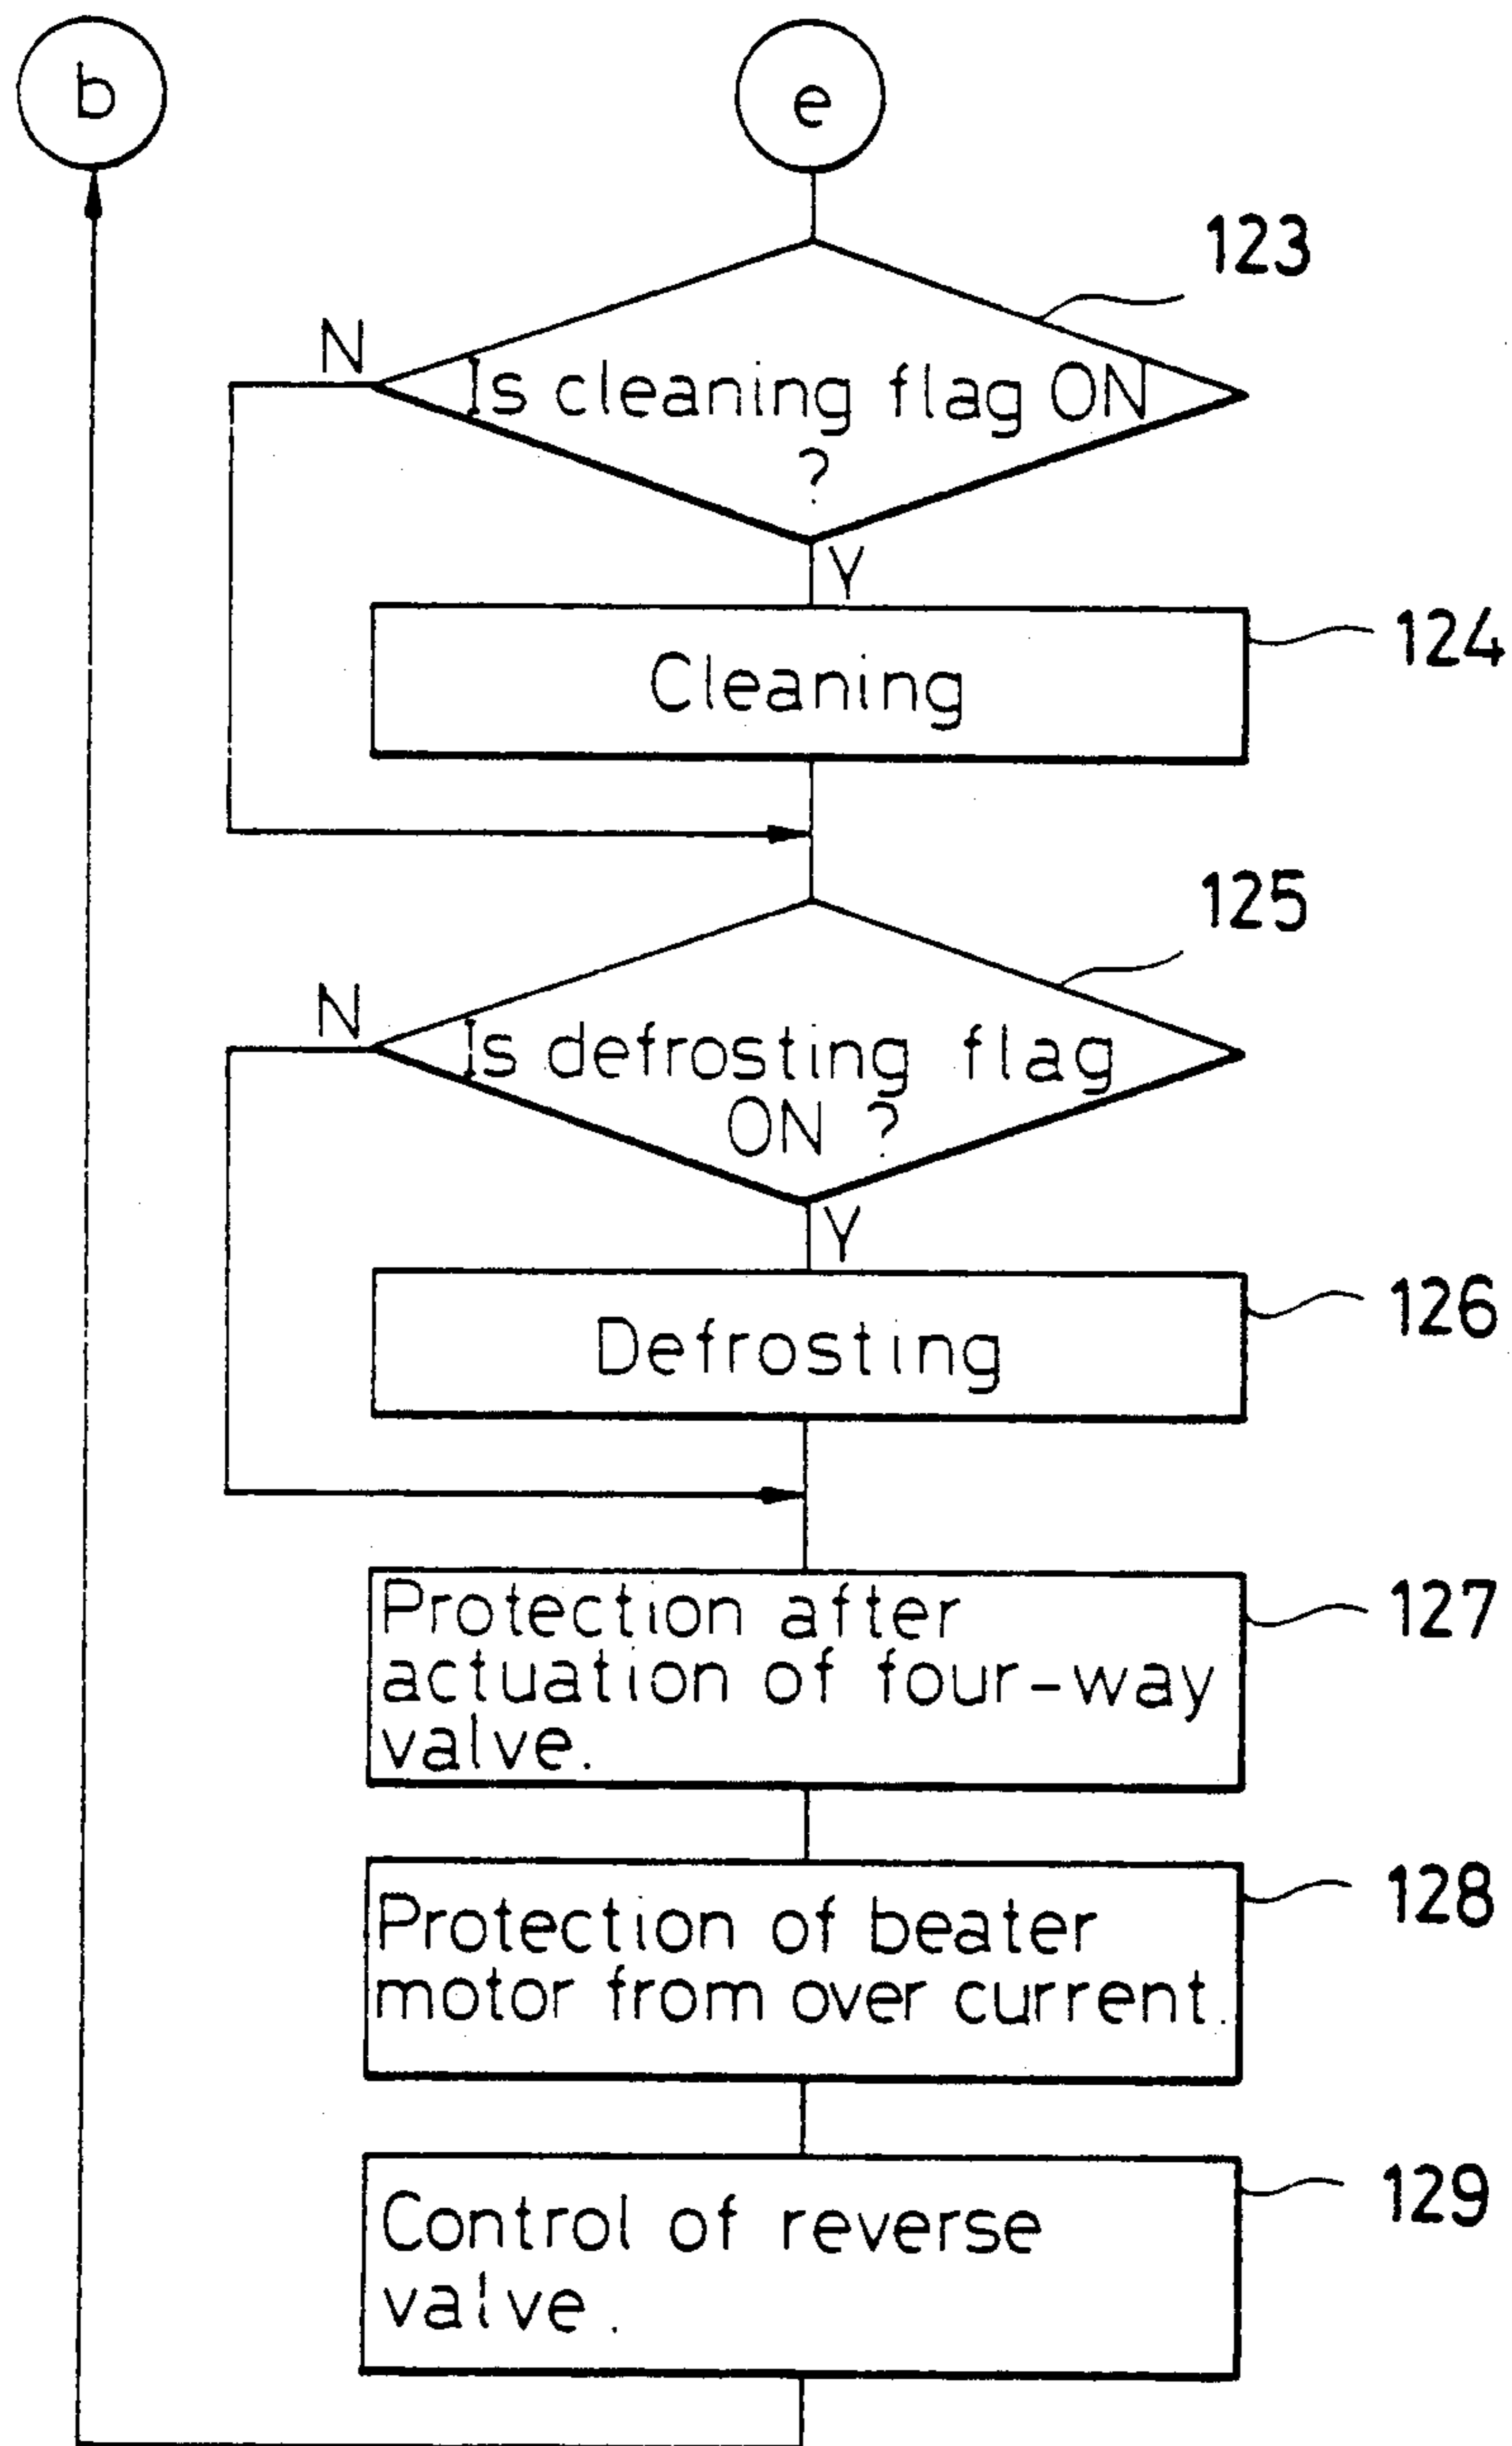 b
e
123
N
Is cleaning flag ON
?
Y
124
Cleaning
125
N
Is defrosting flag
ON ?
Y
126
Defrosting
127
Protection after
actuation of four-way
valve.
128
Protection of beater
motor from over current.
129
Control of reverse
valve.